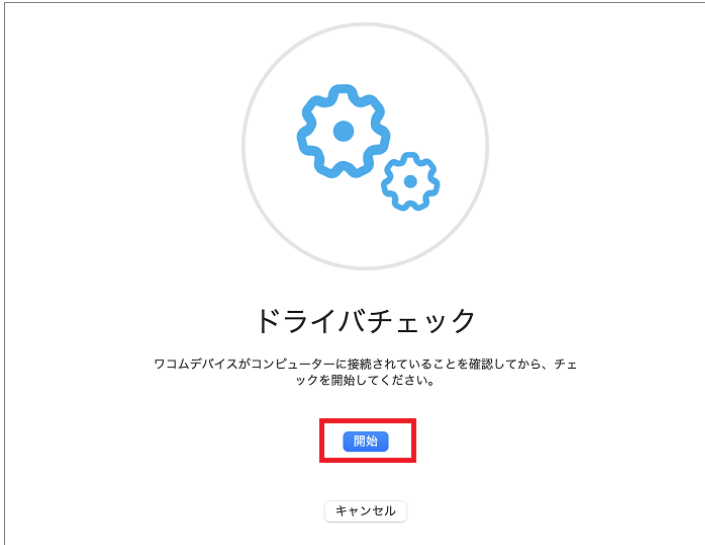 ドライバチェック
ワコムデバイスがコンピューターに接続されていることを確認してから、チェ
ックを開始してください。
開始
キャンセル